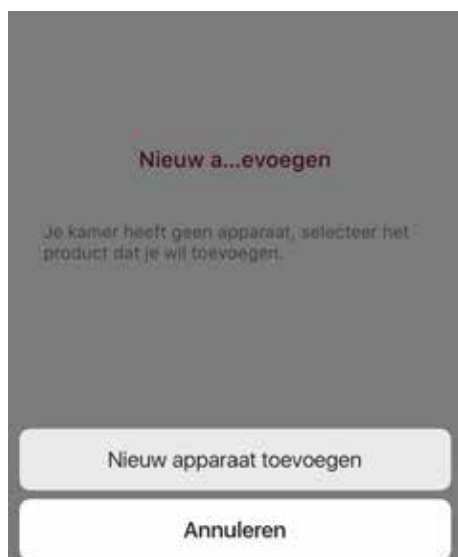 Nieuw a...evoegen
Je kamer heeft geen apparaat, selecteer het
product dat je wil toevoegen.
Nieuw apparaat toevoegen
Annuleren